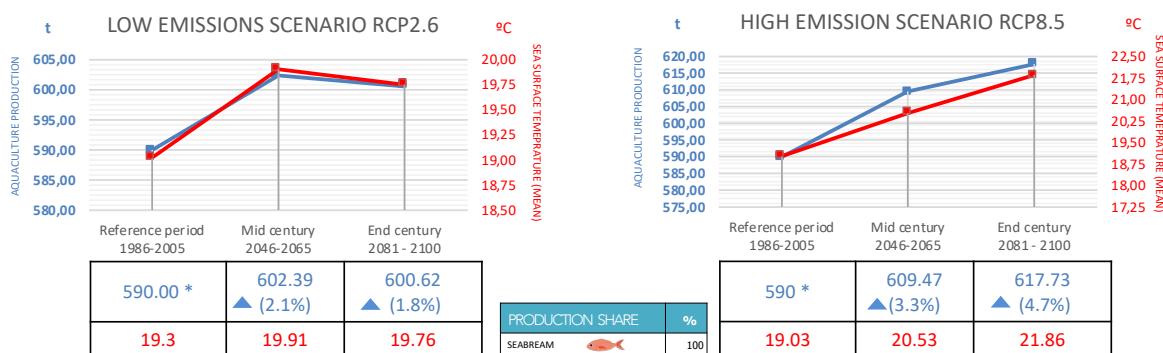 LOW EMISSIONS SCENARIO RCP2.6
t
ºC
AQUACULTURE PRODUCTION
605,00
600,00
595,00
590,00
585,00
580,00
20,00
19,75
19,50
19,25
19,00
18,75
18,50
SEA SURFACE TEMEPRATURE (MEAN)
Reference period
1986-2005
Mid century
2046-2065
End century
2081 - 2100
590.00 *
602.39
(2.1%)
600.62
(1.8%)
19.3
19.91
19.76
PRODUCTION SHARE %
SEABREAM 100
HIGH EMISSION SCENARIO RCP8.5
t
ºC
AQUACULTURE PRODUCTION
620,00
615,00
610,00
605,00
600,00
595,00
590,00
585,00
580,00
575,00
22,50
21,75
21,00
20,25
19,50
18,75
18,00
17,25
SEA SURFACE TEMEPRATURE (MEAN)
Reference period
1986-2005
Mid century
2046-2065
End century
2081 - 2100
590 *
609.47
(3.3%)
617.73
(4.7%)
19.03
20.53
21.86